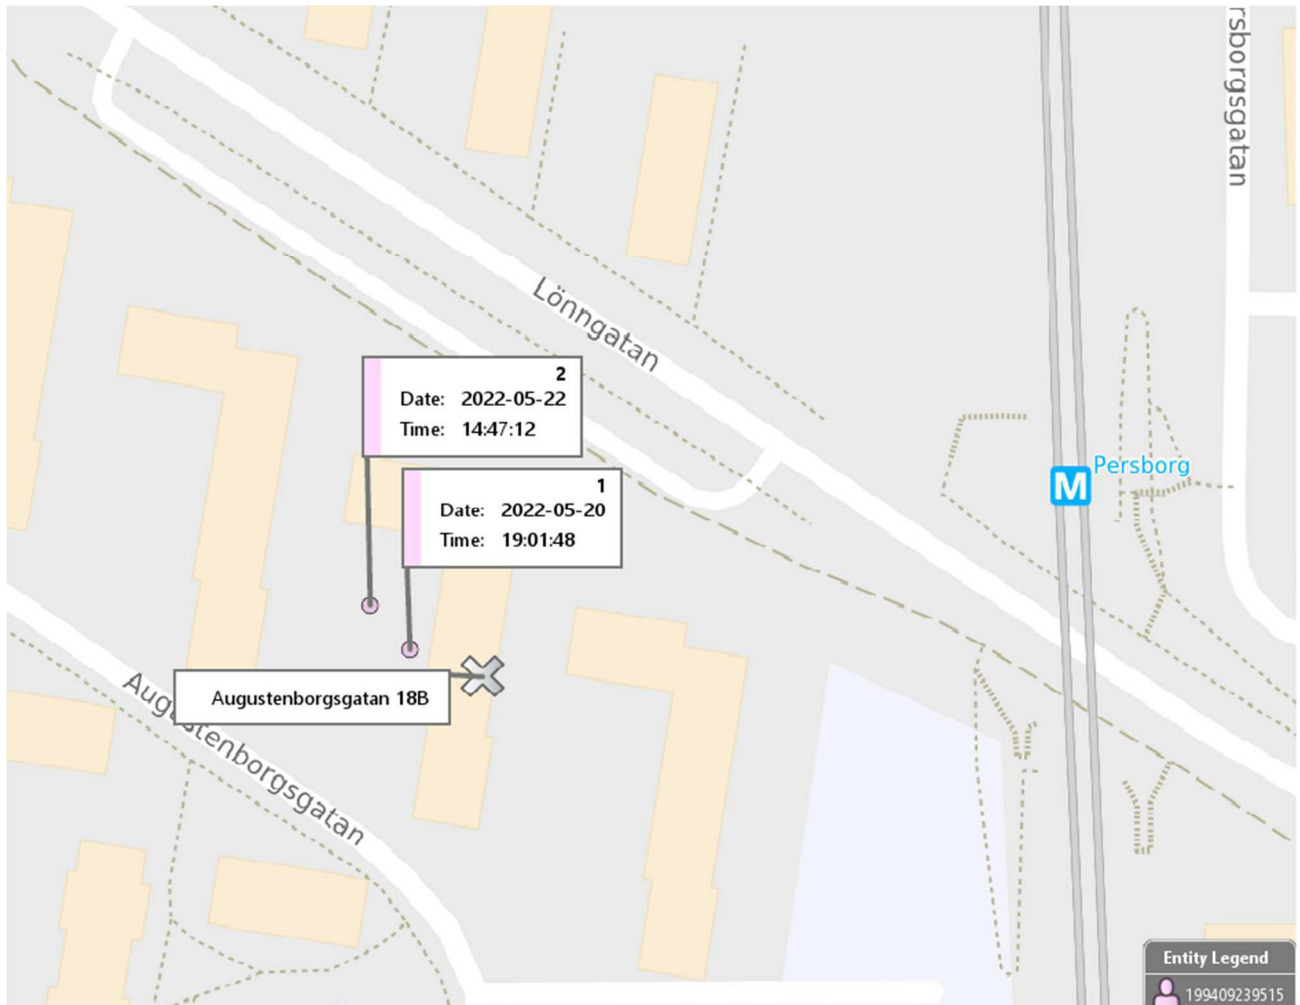 rsborgsgatan
Lönngatan
2
Date: 2022-05-22
Time: 14:47:12
1
Date: 2022-05-20
Time: 19:01:48
M
Persborg
Augustenborgsgatan 18B
Augustenborgsgatan
Entity Legend
199409239515